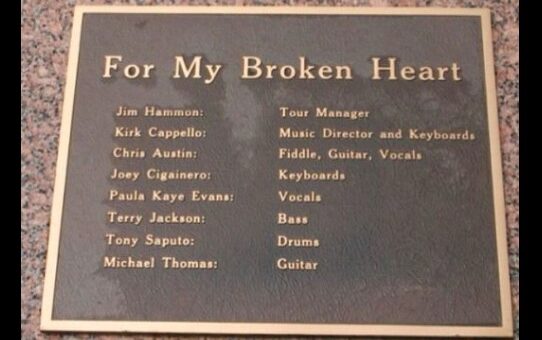 For My Broken Heart
Jim Hammon: Tour Manager
Kirk Cappello: Music Director and Keyboards
Chris Austin: Fiddle, Guitar, Vocals
Joey Cigainero: Keyboards
Paula Kaye Evans: Vocals
Terry Jackson: Bass
Tony Saputo: Drums
Michael Thomas: Guitar